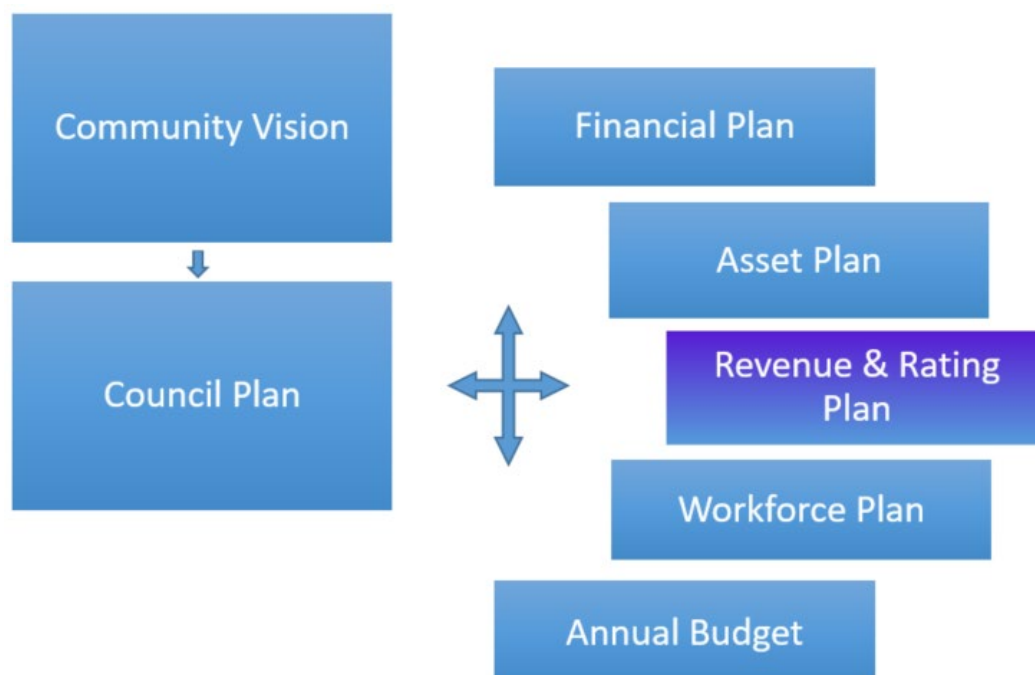 Community Vision
Council Plan
Financial Plan
Asset Plan
Revenue & Rating
Plan
Workforce Plan
Annual Budget